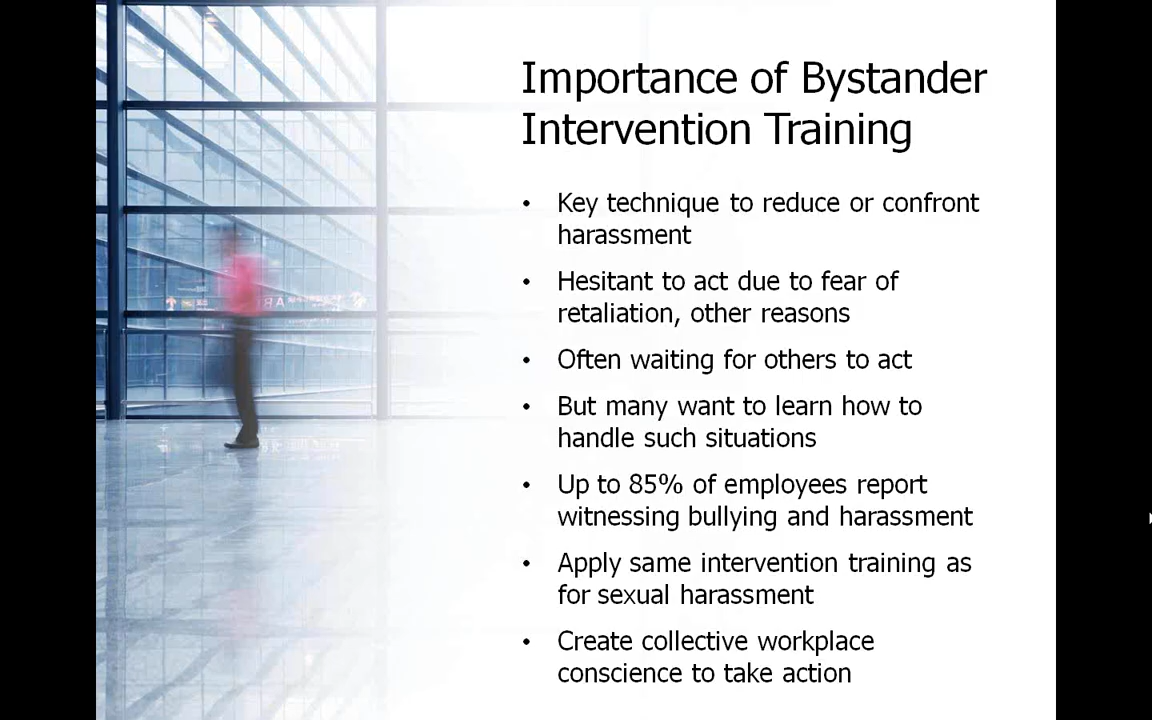 Importance of Bystander
Intervention Training
• Key technique to reduce or confront
harassment
• Hesitant to act due to fear of
retaliation, other reasons
• Often waiting for others to act
• But many want to learn how to
handle such situations
• Up to 85% of employees report
witnessing bullying and harassment
• Apply same intervention training as
for sexual harassment
• Create collective workplace
conscience to take action